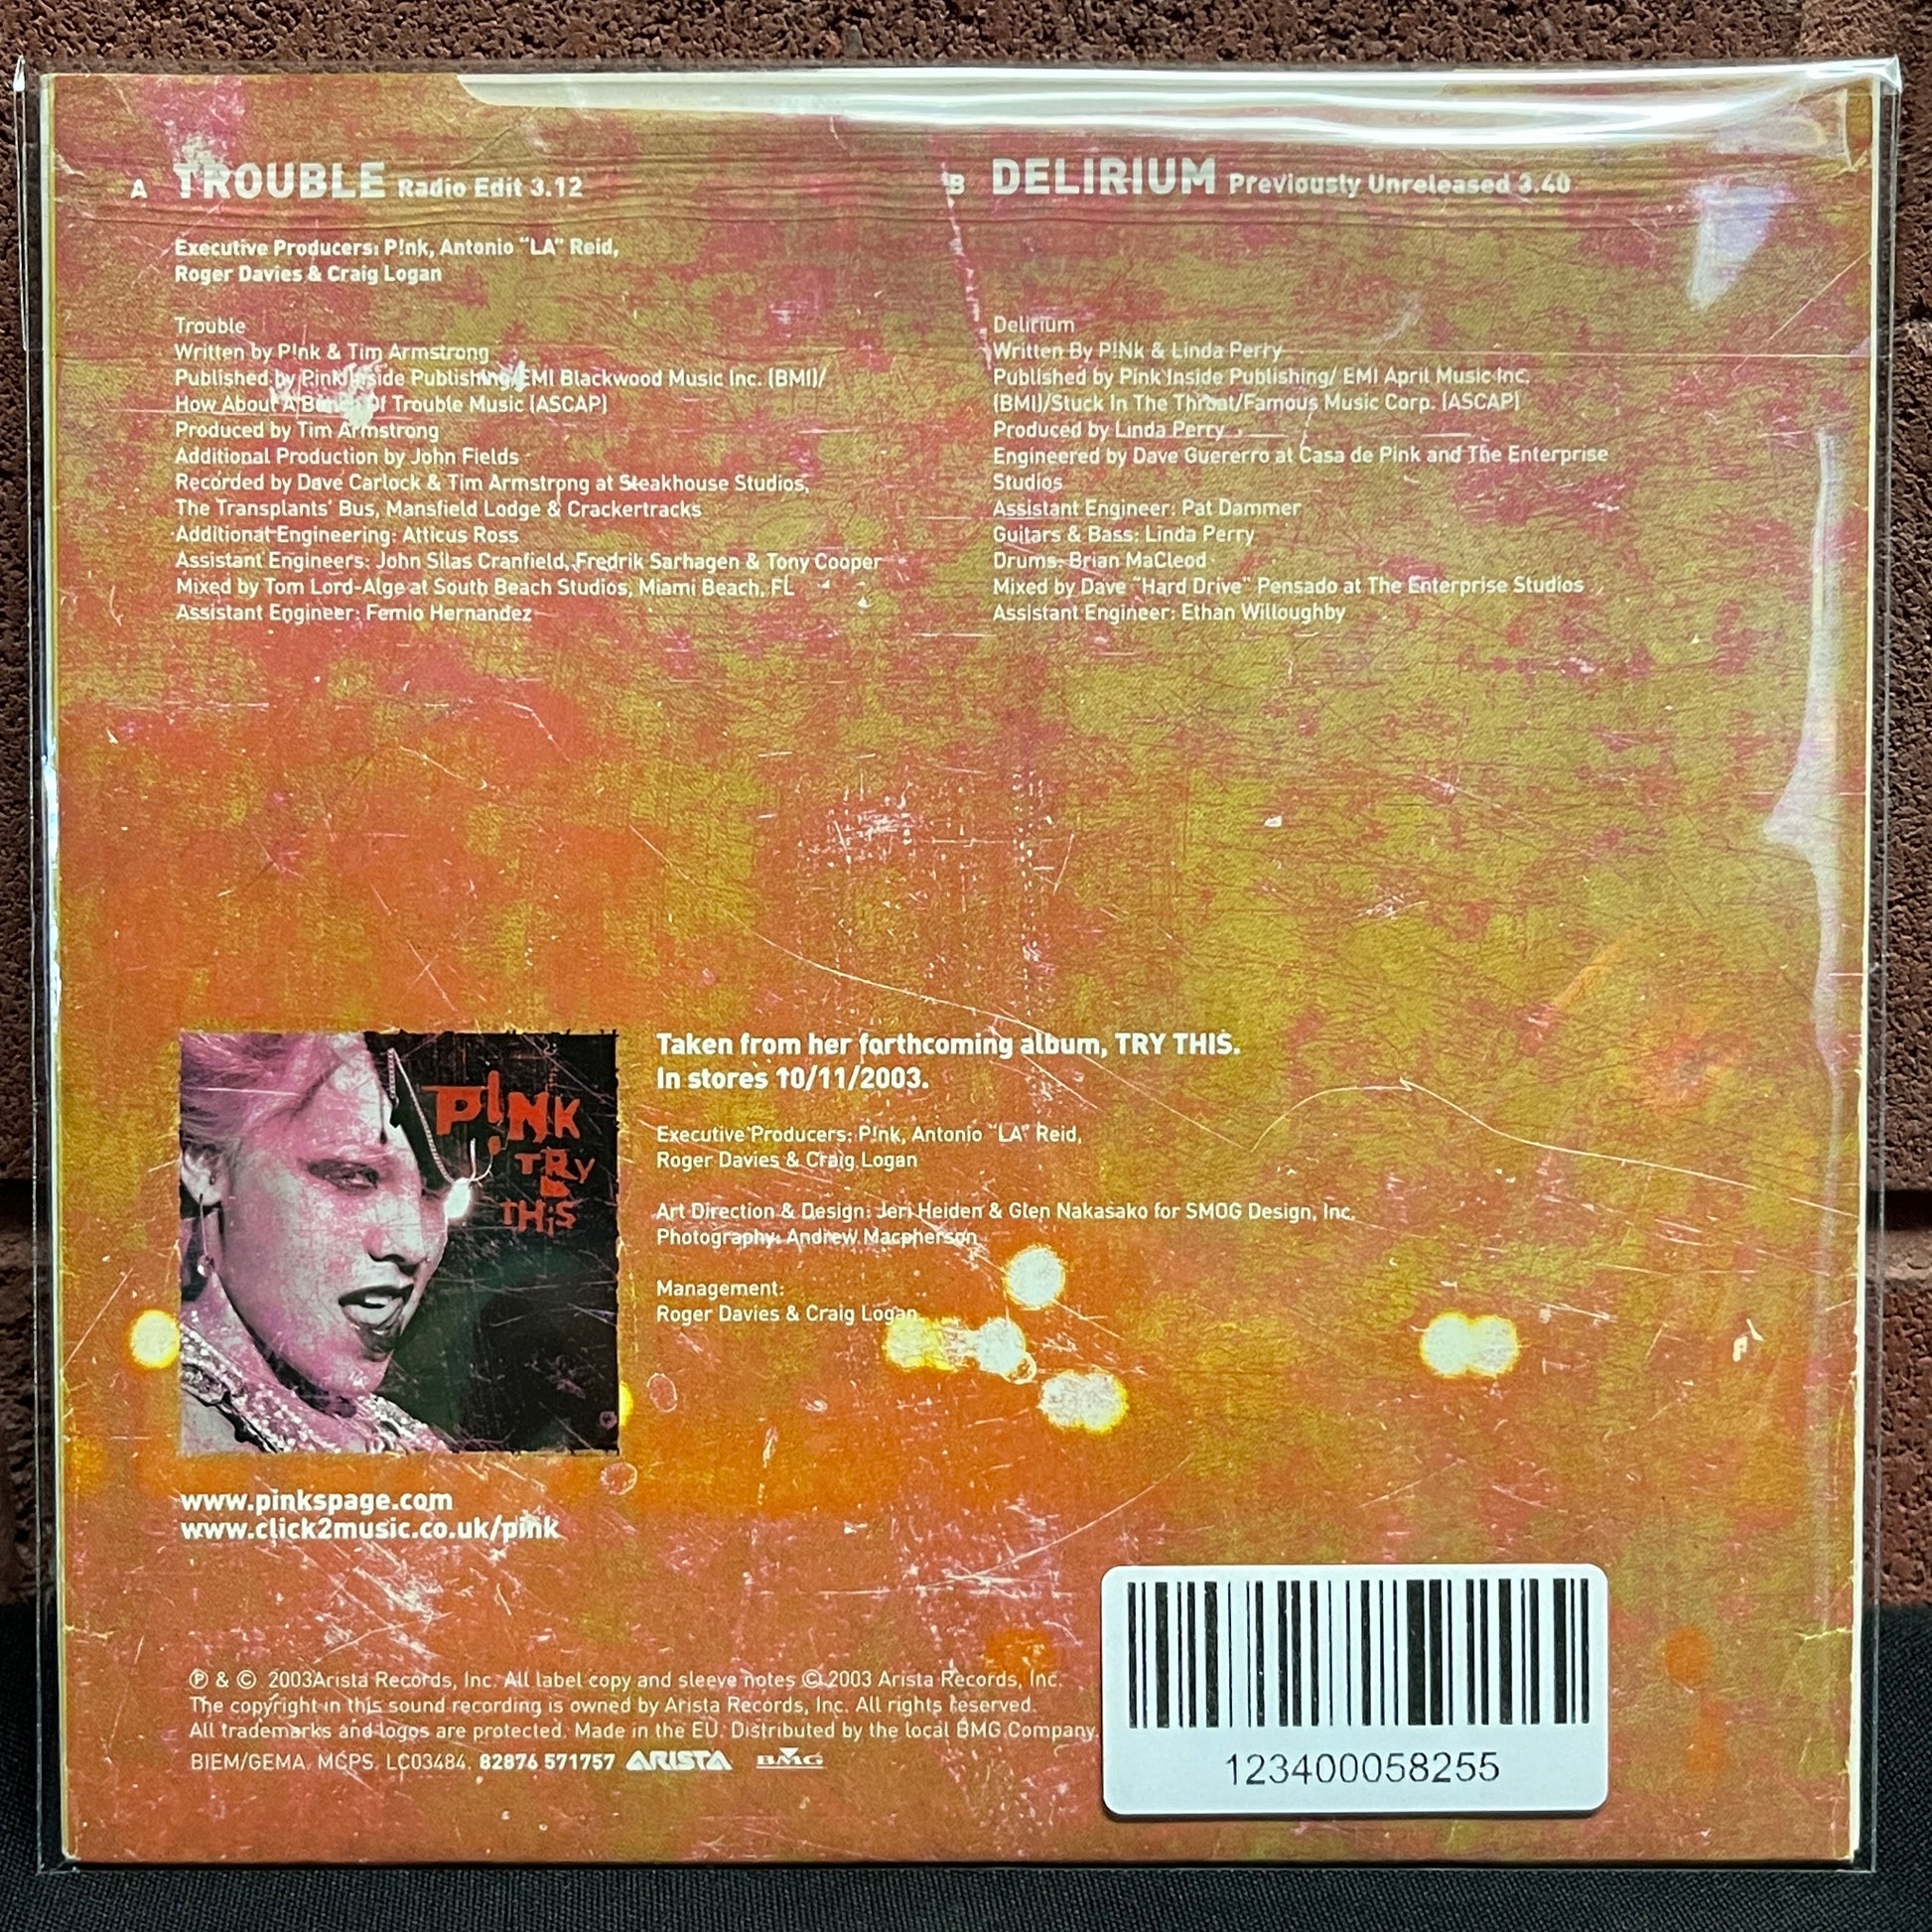 A TROUBLE Radio Edit 3.12
Executive Producers: P!nk, Antonio “LA” Reid,
Roger Davies & Craig Logan
Trouble
Written by P!nk & Tim Armstrong
Published by Pink Inside Publishing/EMI Blackwood Music Inc. (BMI)/
How About A Bunch Of Trouble Music (ASCAP)
Produced by Tim Armstrong
Additional Production by John Fields
Recorded by Dave Carlock & Tim Armstrong at Steakhouse Studios,
The Transplants' Bus, Mansfield Lodge & Crackertracks
Additional Engineering: Atticus Ross
Assistant Engineers: John Silas Cranfield, Fredrik Sarhagen & Tony Cooper
Mixed by Tom Lord-Alge at South Beach Studios, Miami Beach, FL
Assistant Engineer: Femio Hernandez
B DELIRIUM Previously Unreleased 3.40
Delirium
Written By P!Nk & Linda Perry
Published by Pink Inside Publishing/ EMI April Music Inc.
(BMI)/Stuck In The Throat/Famous Music Corp. (ASCAP)
Produced by Linda Perry
Engineered by Dave Guererro at Casa de Pink and The Enterprise
Studios
Assistant Engineer: Pat Dammer
Guitars & Bass: Linda Perry
Drums: Brian MaCleod
Mixed by Dave “Hard Drive” Pensado at The Enterprise Studios
Assistant Engineer: Ethan Willoughby
P!NK
TRY
THiS
Taken from her forthcoming album, TRY THIS.
In stores 10/11/2003.
Executive Producers: P!nk, Antonio “LA” Reid,
Roger Davies & Craig Logan
Art Direction & Design: Jeri Heiden & Glen Nakasako for SMOG Design, Inc.
Photography: Andrew Macpherson
Management:
Roger Davies & Craig Logan
www.pinkspage.com
www.click2music.co.uk/pink
℗ & © 2003Arista Records, Inc. All label copy and sleeve notes © 2003 Arista Records, Inc.
The copyright in this sound recording is owned by Arista Records, Inc. All rights reserved.
All trademarks and logos are protected. Made in the EU. Distributed by the local BMG Company.
BIEM/GEMA. MCPS. LC03484. 82876 571757 ARISTA BMG
123400058255